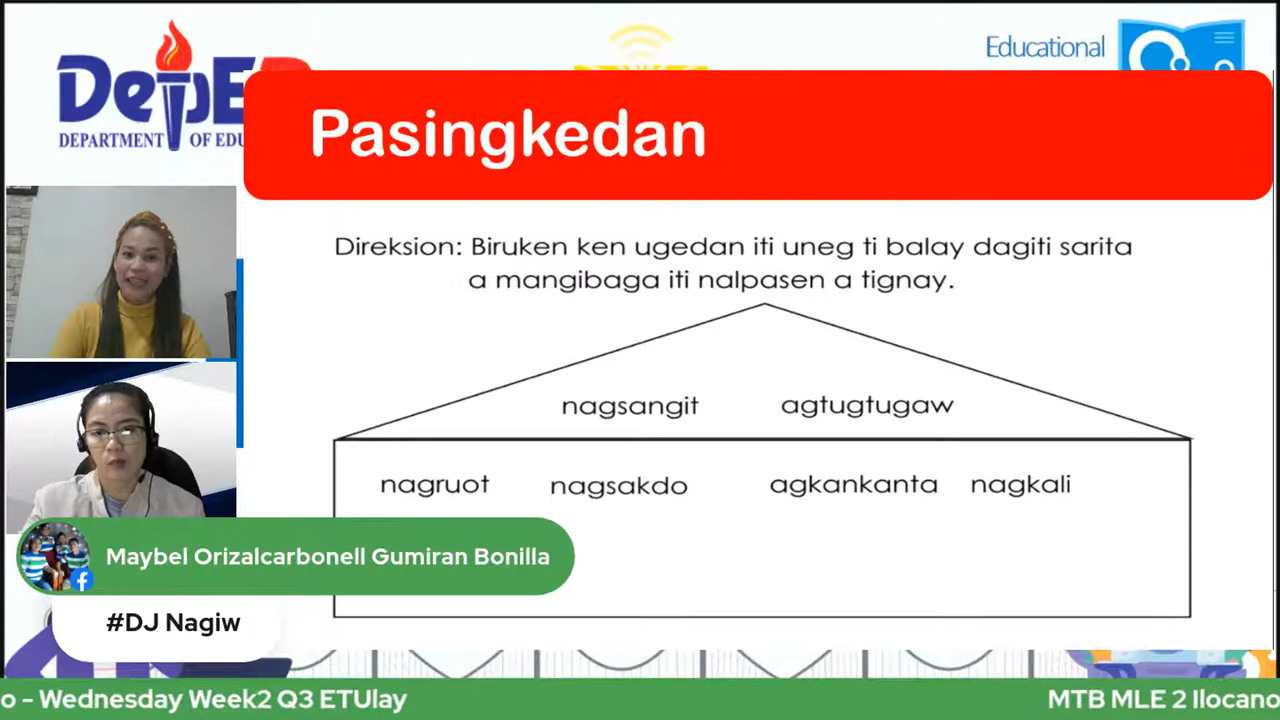 DepE
DEPARTMENT OF EDU
Educational
Pasingkedan
Direksion: Biruken ken ugedan iti uneg ti balay dagiti sarita
a mangibaga iti nalpasen a tignay.
nagsangit agtugtugaw
nagruot nagsakdo agkankanta nagkali
Maybel Orizalcarbonell Gumiran Bonilla
#DJ Nagiw
o - Wednesday Week2 Q3 ETUlay MTB MLE 2 Ilocano